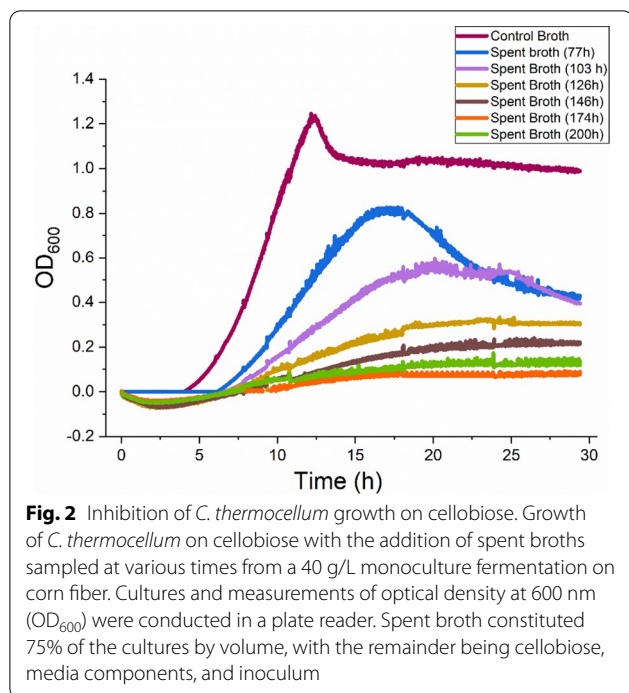 Control Broth
Spent broth (77h)
Spent Broth (103 h)
Spent Broth (126h)
Spent Broth (146h)
Spent Broth (174h)
Spent Broth (200h)
1.4
1.2
1.0
0.8
0.6
0.4
0.2
0.0
-0.2
OD600
0 5 10 15 20 25 30
Time (h)
Fig. 2 Inhibition of C. thermocellum growth on cellobiose. Growth
of C. thermocellum on cellobiose with the addition of spent broths
sampled at various times from a 40 g/L monoculture fermentation on
corn fiber. Cultures and measurements of optical density at 600 nm
(OD600) were conducted in a plate reader. Spent broth constituted
75% of the cultures by volume, with the remainder being cellobiose,
media components, and inoculum